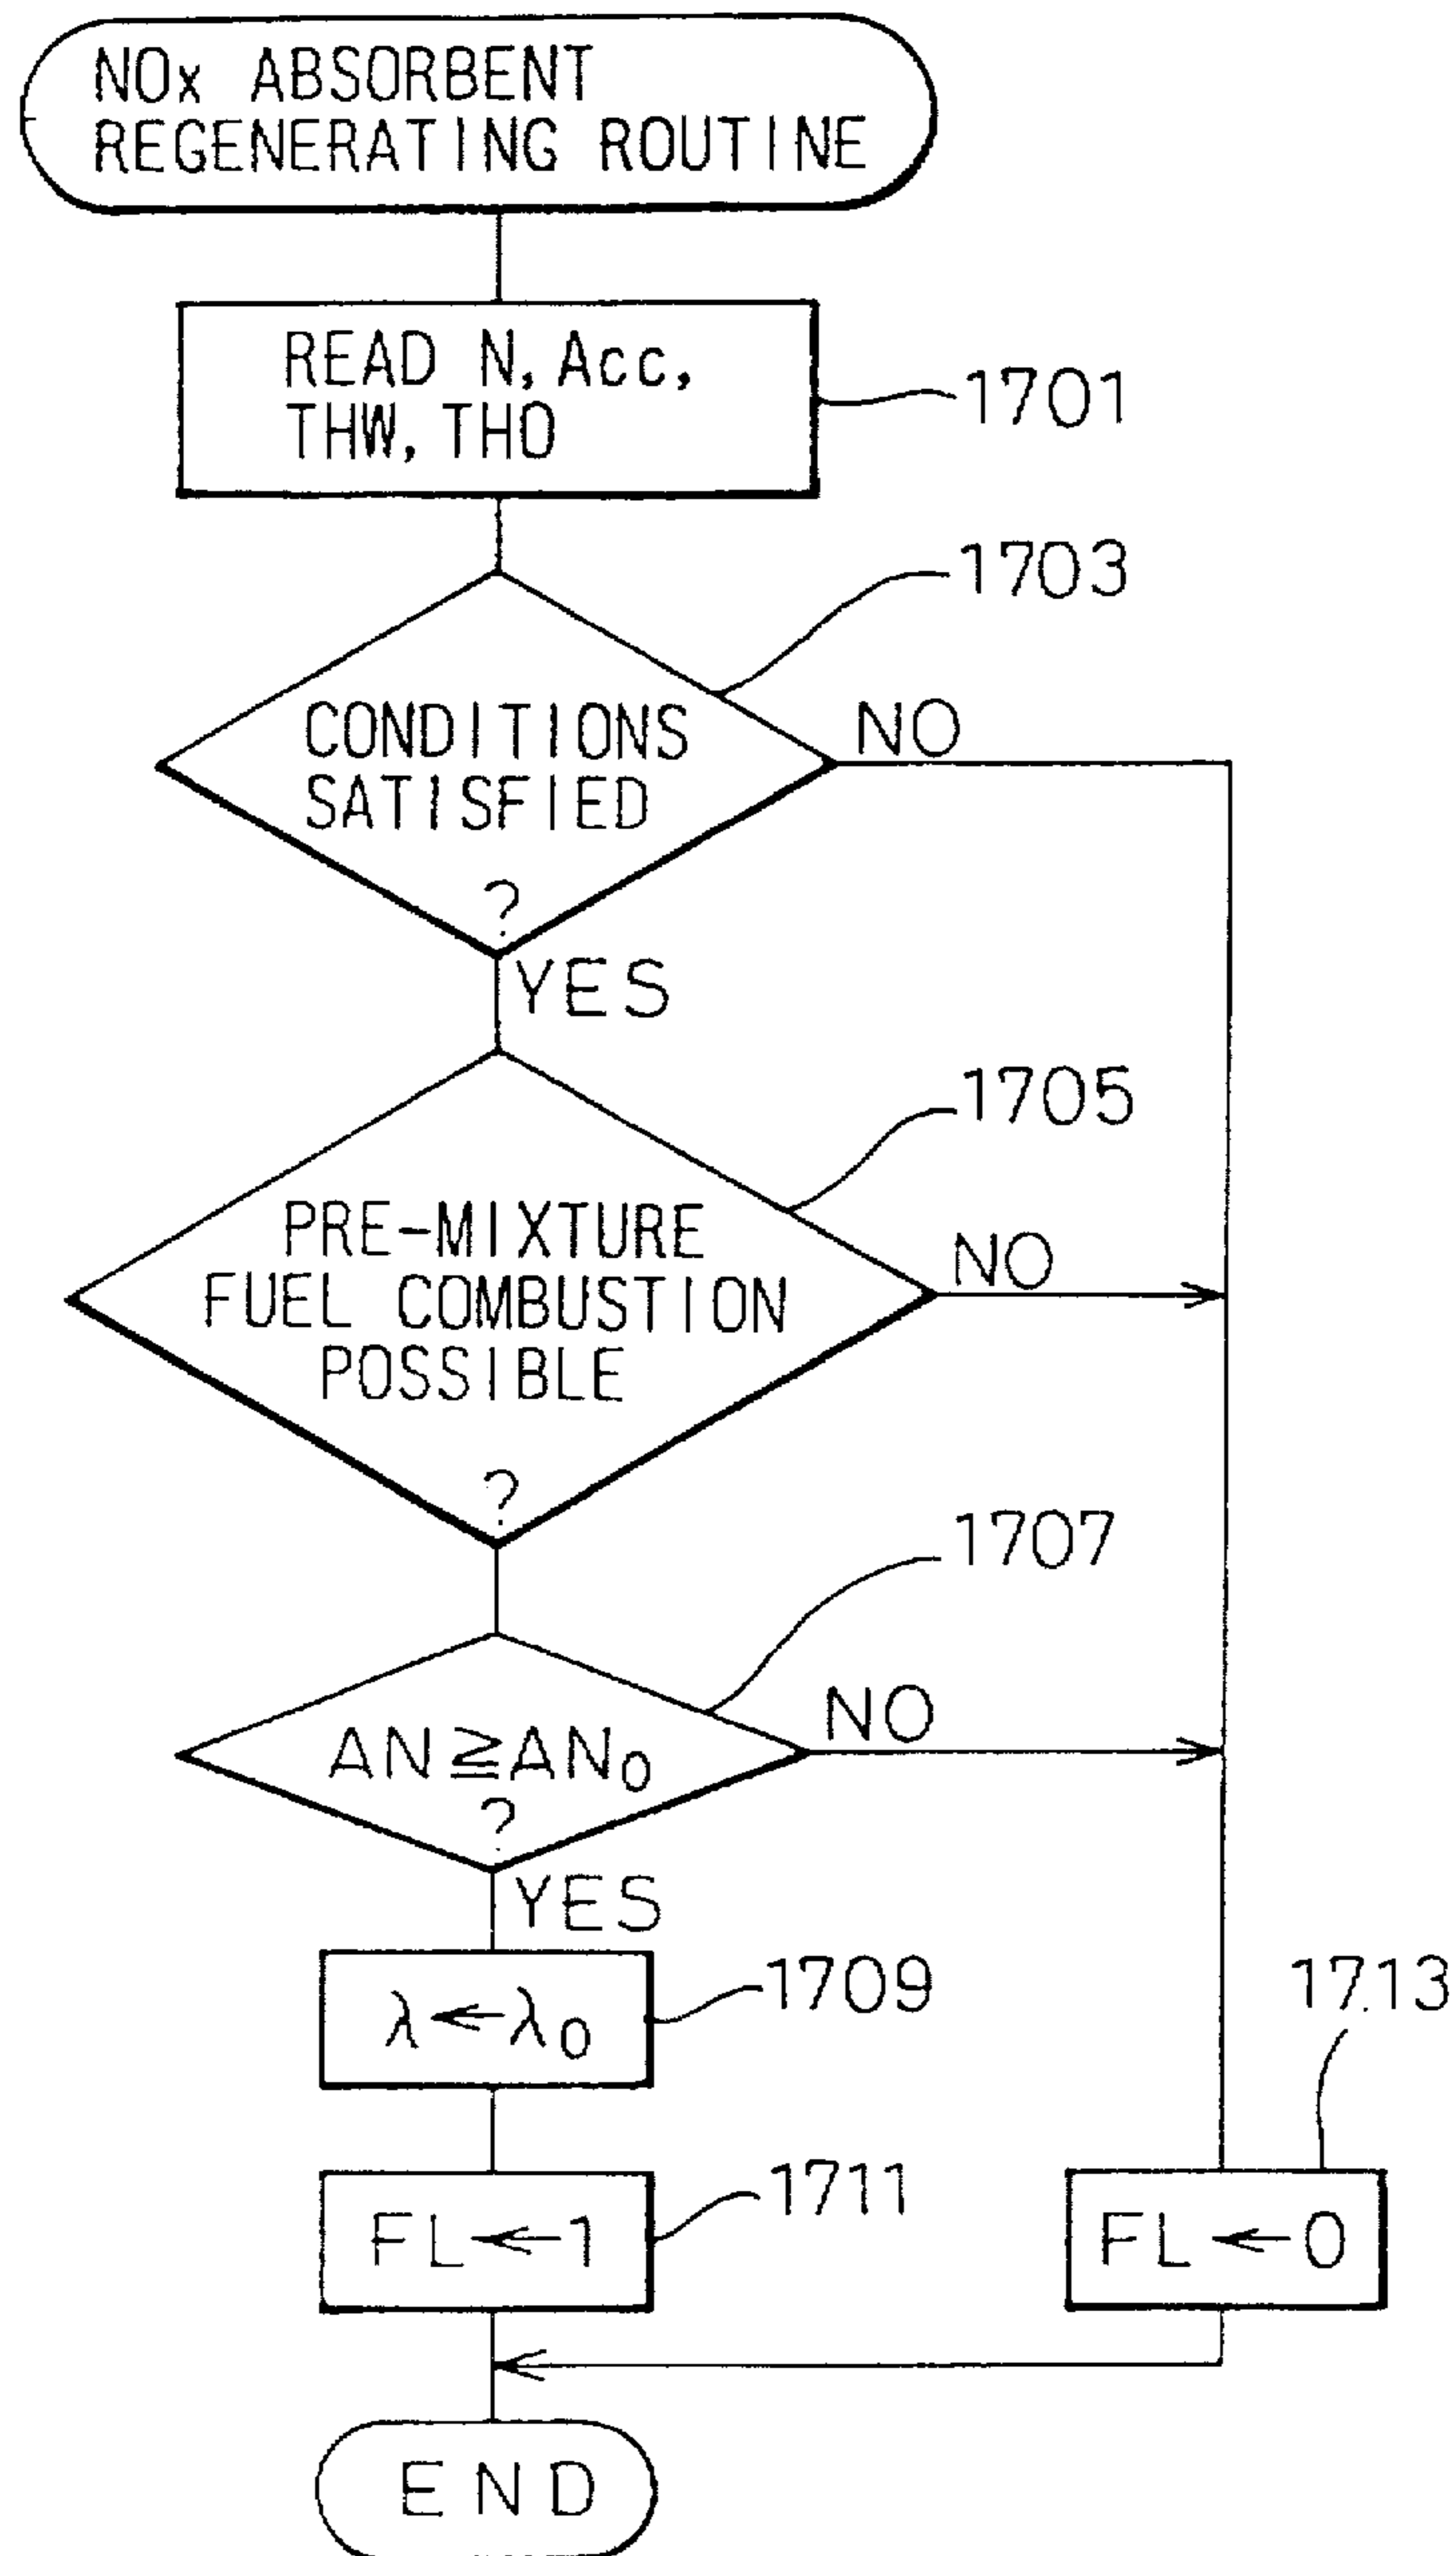 NOx ABSORBENT
REGENERATING ROUTINE
READ N, Acc,
THW, THO
1701
1703
CONDITIONS
SATISFIED
?
NO
YES
1705
PRE-MIXTURE
FUEL COMBUSTION
POSSIBLE
?
NO
1707
AN≧AN₀
?
NO
YES
λ←λ₀
1709
1713
FL←1
1711
FL←0
END